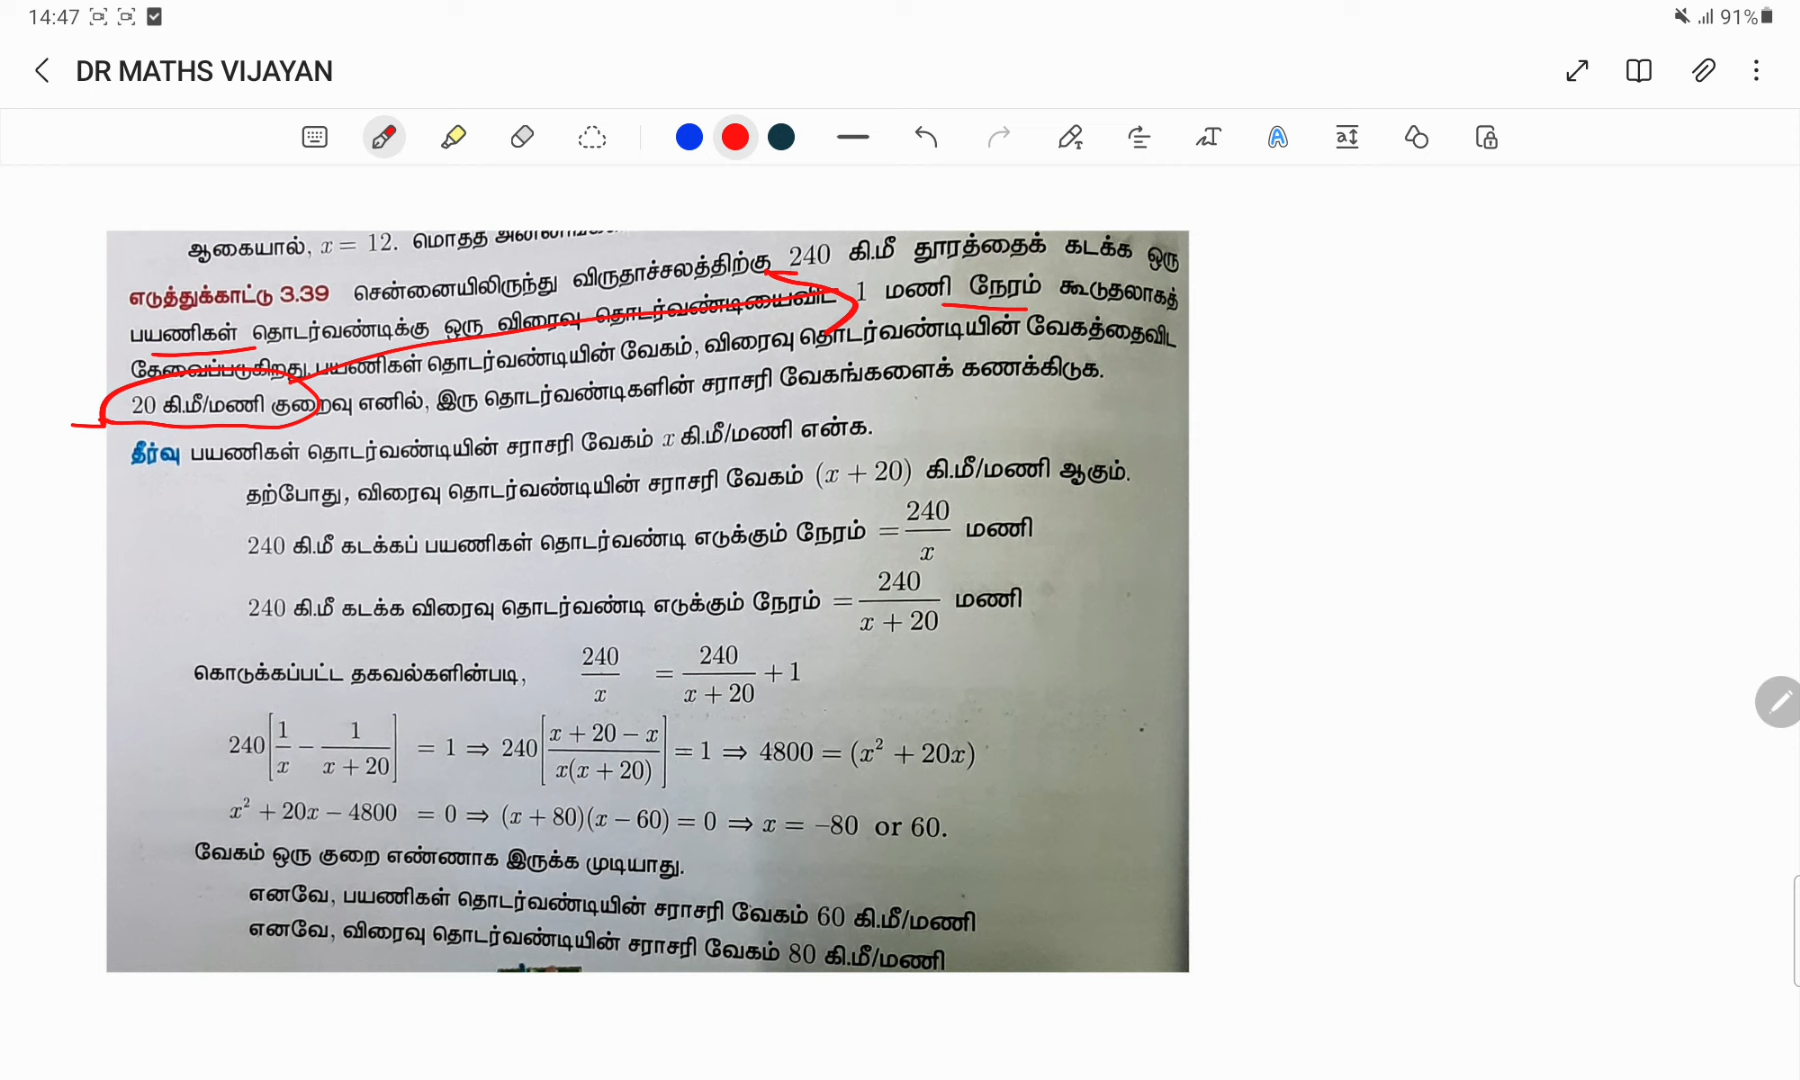 14:47
91%
DR MATHS VIJAYAN
ஆகையால், x = 12. மொத்த
எடுத்துக்காட்டு 3.39 சென்னையிலிருந்து விருதாச்சலத்திற்கு 240 கி.மீ தூரத்தைக் கடக்க ஒரு
பயணிகள் தொடர்வண்டிக்கு ஒரு விரைவு தொடர்வண்டியைவிட 1 மணி நேரம் கூடுதலாகத்
தேவைப்படுகிறது. பயணிகள் தொடர்வண்டியின் வேகம், விரைவு தொடர்வண்டியின் வேகத்தைவிட
20 கி.மீ/மணி குறைவு எனில், இரு தொடர்வண்டிகளின் சராசரி வேகங்களைக் கணக்கிடுக.
தீர்வு பயணிகள் தொடர்வண்டியின் சராசரி வேகம் x கி.மீ/மணி என்க.
தற்போது, விரைவு தொடர்வண்டியின் சராசரி வேகம் (x + 20) கி.மீ/மணி ஆகும்.
240 கி.மீ கடக்கப் பயணிகள் தொடர்வண்டி எடுக்கும் நேரம் = 240/x மணி
240 கி.மீ கடக்க விரைவு தொடர்வண்டி எடுக்கும் நேரம் = 240/(x + 20) மணி
கொடுக்கப்பட்ட தகவல்களின்படி, 240/x = 240/(x + 20) + 1
240[1/x − 1/(x + 20)] = 1 ⇒ 240[(x + 20 − x)/(x(x + 20))] = 1 ⇒ 4800 = (x² + 20x)
x² + 20x − 4800 = 0 ⇒ (x + 80)(x − 60) = 0 ⇒ x = −80 or 60.
வேகம் ஒரு குறை எண்ணாக இருக்க முடியாது.
எனவே, பயணிகள் தொடர்வண்டியின் சராசரி வேகம் 60 கி.மீ/மணி
எனவே, விரைவு தொடர்வண்டியின் சராசரி வேகம் 80 கி.மீ/மணி